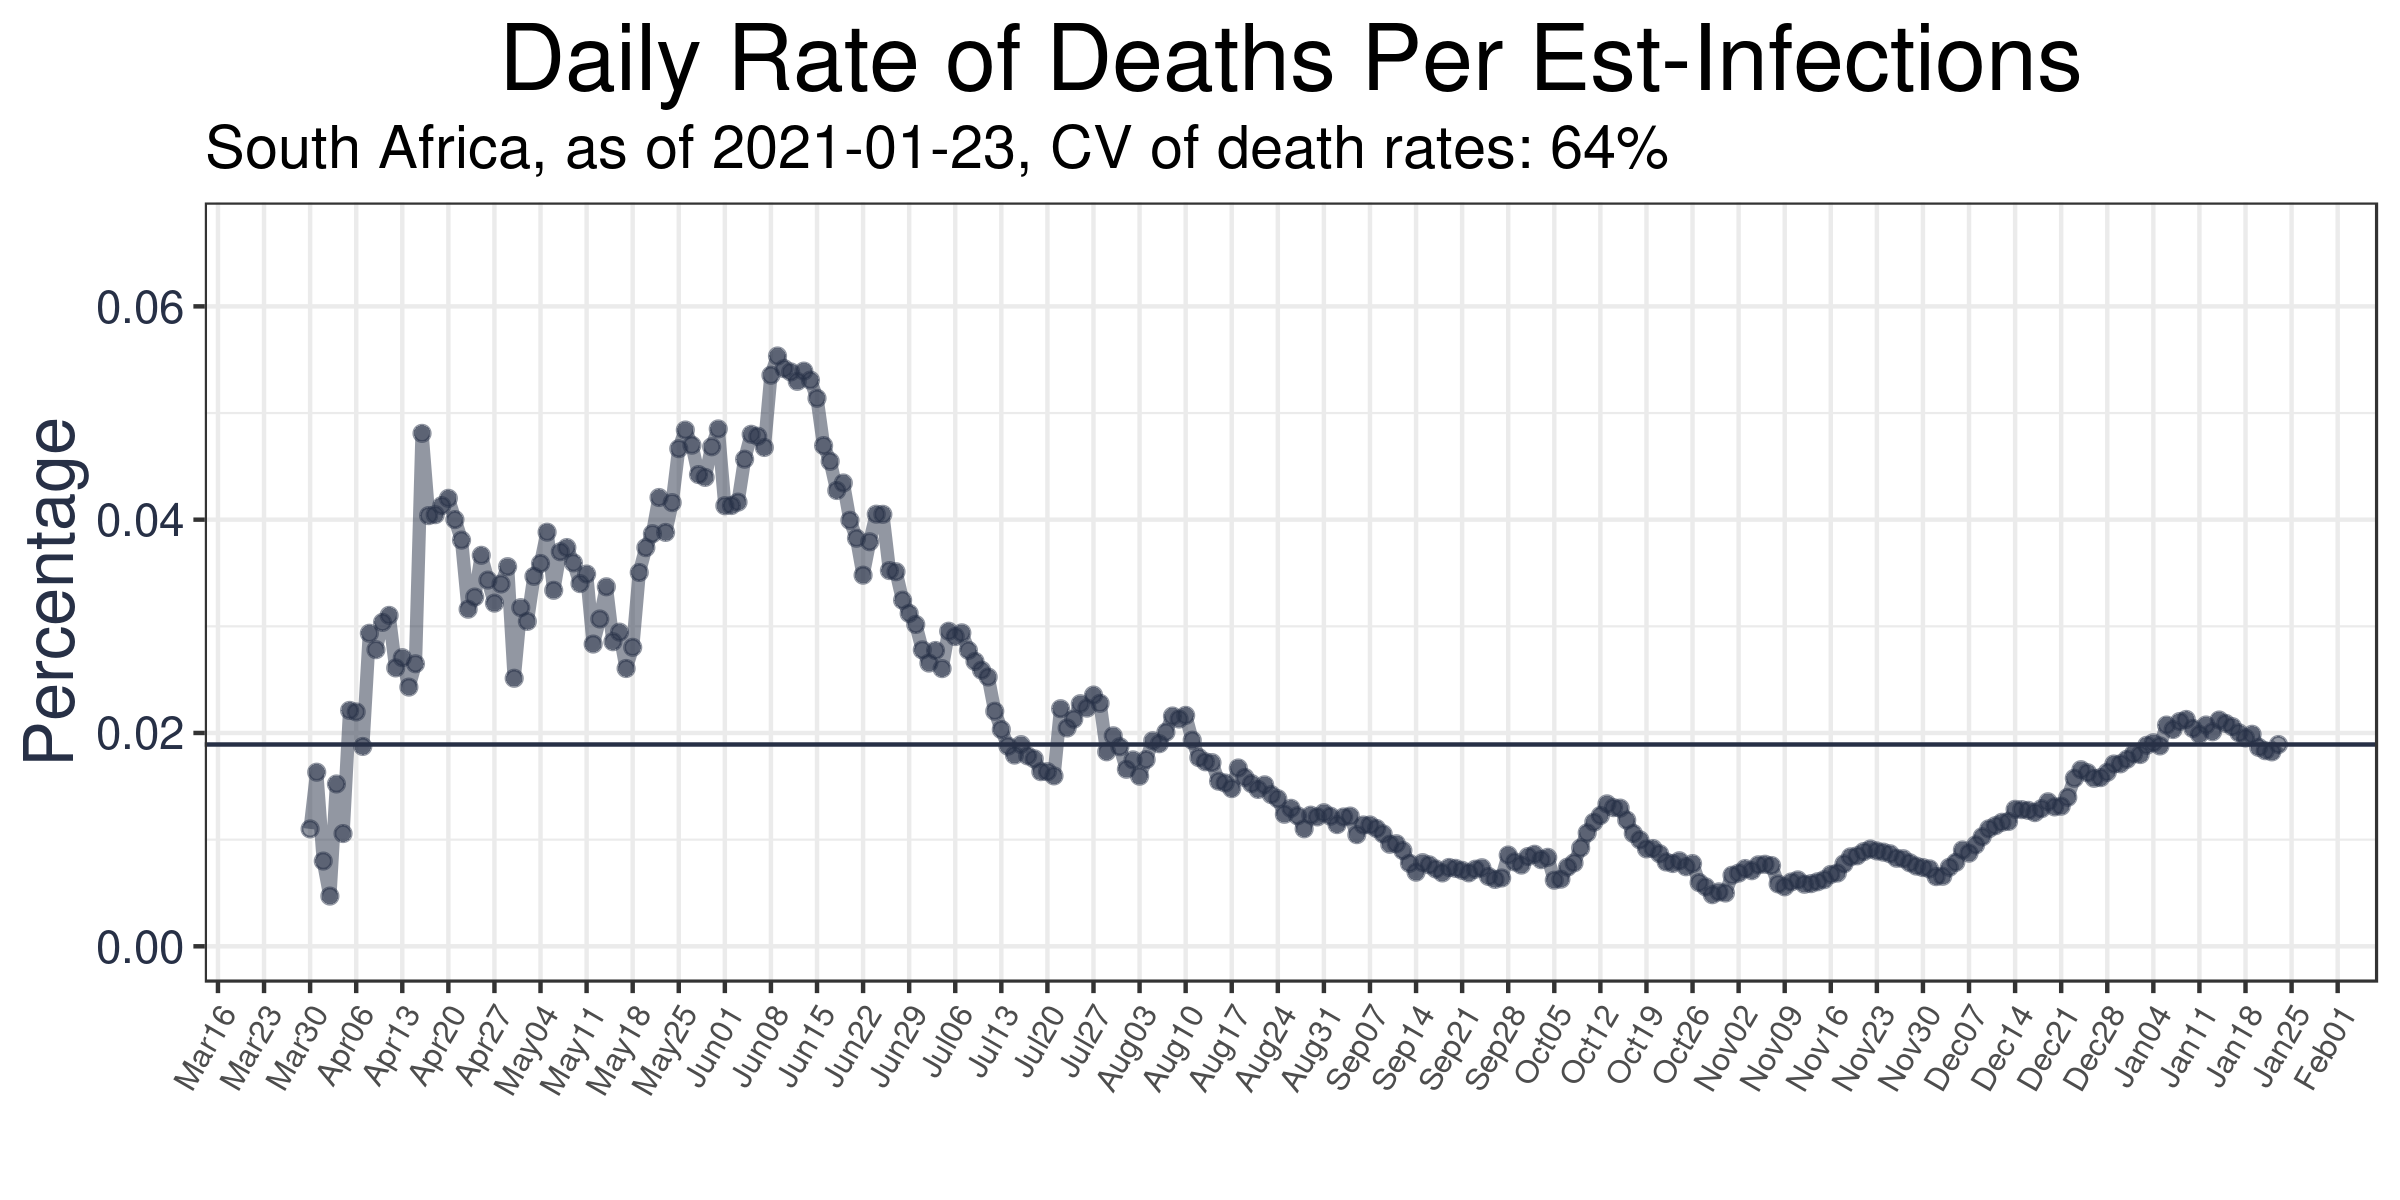 Daily Rate of Deaths Per Est-Infections
South Africa, as of 2021-01-23, CV of death rates: 64%
Percentage
0.06
0.04
0.02
0.00
Mar16
Mar23
Mar30
Apr06
Apr13
Apr20
Apr27
May04
May11
May18
May25
Jun01
Jun08
Jun15
Jun22
Jun29
Jul06
Jul13
Jul20
Jul27
Aug03
Aug10
Aug17
Aug24
Aug31
Sep07
Sep14
Sep21
Sep28
Oct05
Oct12
Oct19
Oct26
Nov02
Nov09
Nov16
Nov23
Nov30
Dec07
Dec14
Dec21
Dec28
Jan04
Jan11
Jan18
Jan25
Feb01